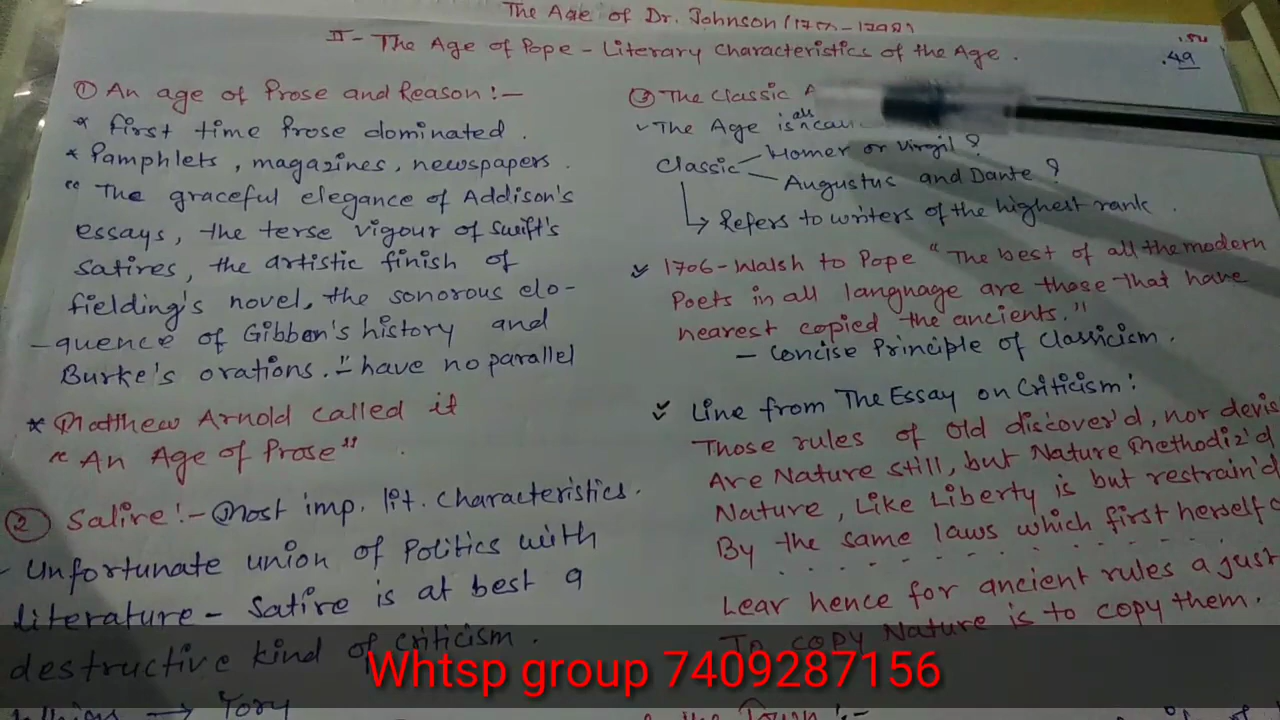 The Age of Dr. Johnson
II - The Age of Pope - Literary Characteristics of the Age.
.50
.49
① An age of Prose and Reason :-
* first time Prose dominated.
* Pamphlets, magazines, newspapers.
"The graceful elegance of Addison's
essays, the terse vigour of Swift's
Satires, the artistic finish of
fielding's novel, the sonorous elo-
-quence of Gibbon's history and
Burke's orations." - have no parallel
* Matthew Arnold called it
"An Age of Prose"
② Satire :- Most imp. lit. characteristics.
- Unfortunate union of Politics with
literature - Satire is at best a
destructive kind of criticism.
→ Tory
③ The Classic
The Age is also
Classic - Homer or Virgil ?
- Augustus and Dante ?
→ Refers to writers of the highest rank.
1706 - Walsh to Pope "The best of all the modern
Poets in all language are those that have
nearest copied the ancients."
- Concise Principle of Classicism.
Line from The Essay on Criticism :
Those rules of old discover'd, nor
Are Nature still, but Nature Methodiz'd
Nature, Like Liberty is but restrain'd
By the same laws which first herself
Lear hence for ancient rules a just
To copy Nature is to copy them.
Whtsp group 7409287156